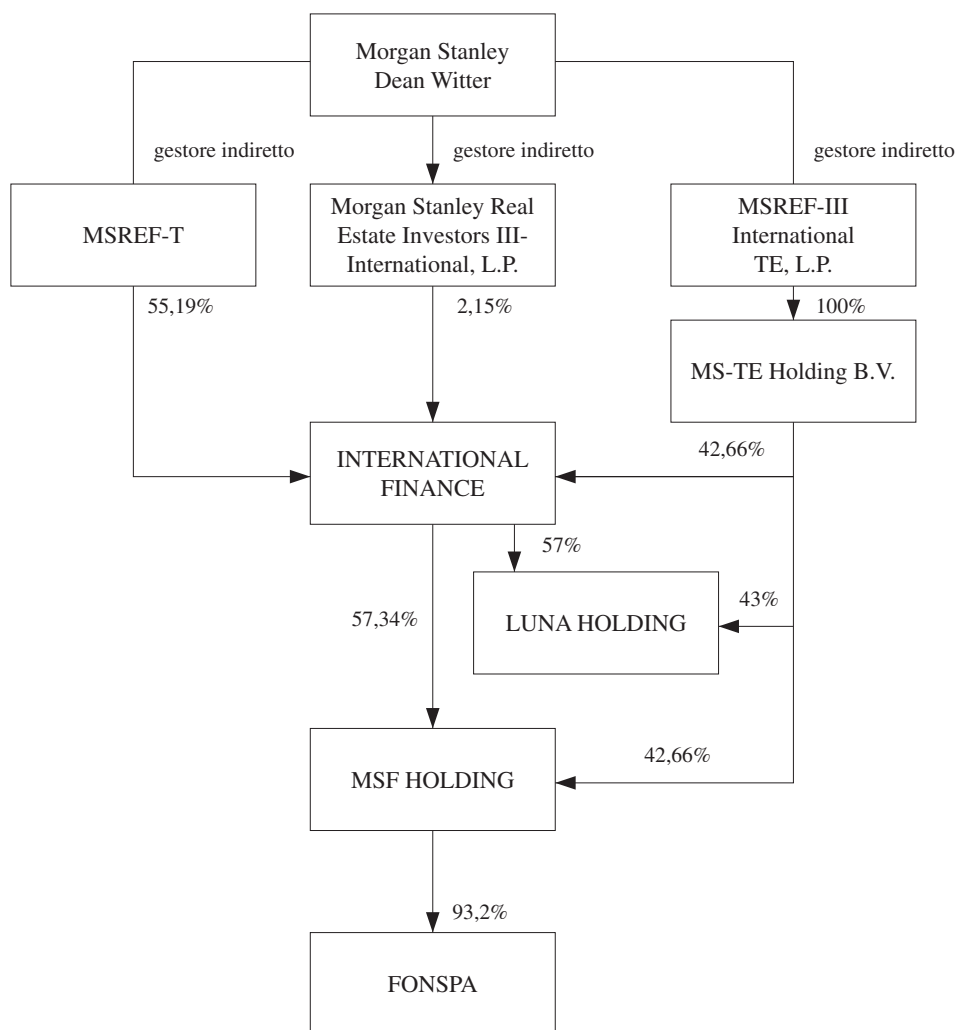 Morgan Stanley
Dean Witter
gestore indiretto
gestore indiretto
gestore indiretto
MSREF-T
Morgan Stanley Real
Estate Investors III-
International, L.P.
MSREF-III
International
TE, L.P.
55,19%
2,15%
100%
MS-TE Holding B.V.
INTERNATIONAL
FINANCE
42,66%
57%
LUNA HOLDING
43%
57,34%
MSF HOLDING
42,66%
93,2%
FONSPA